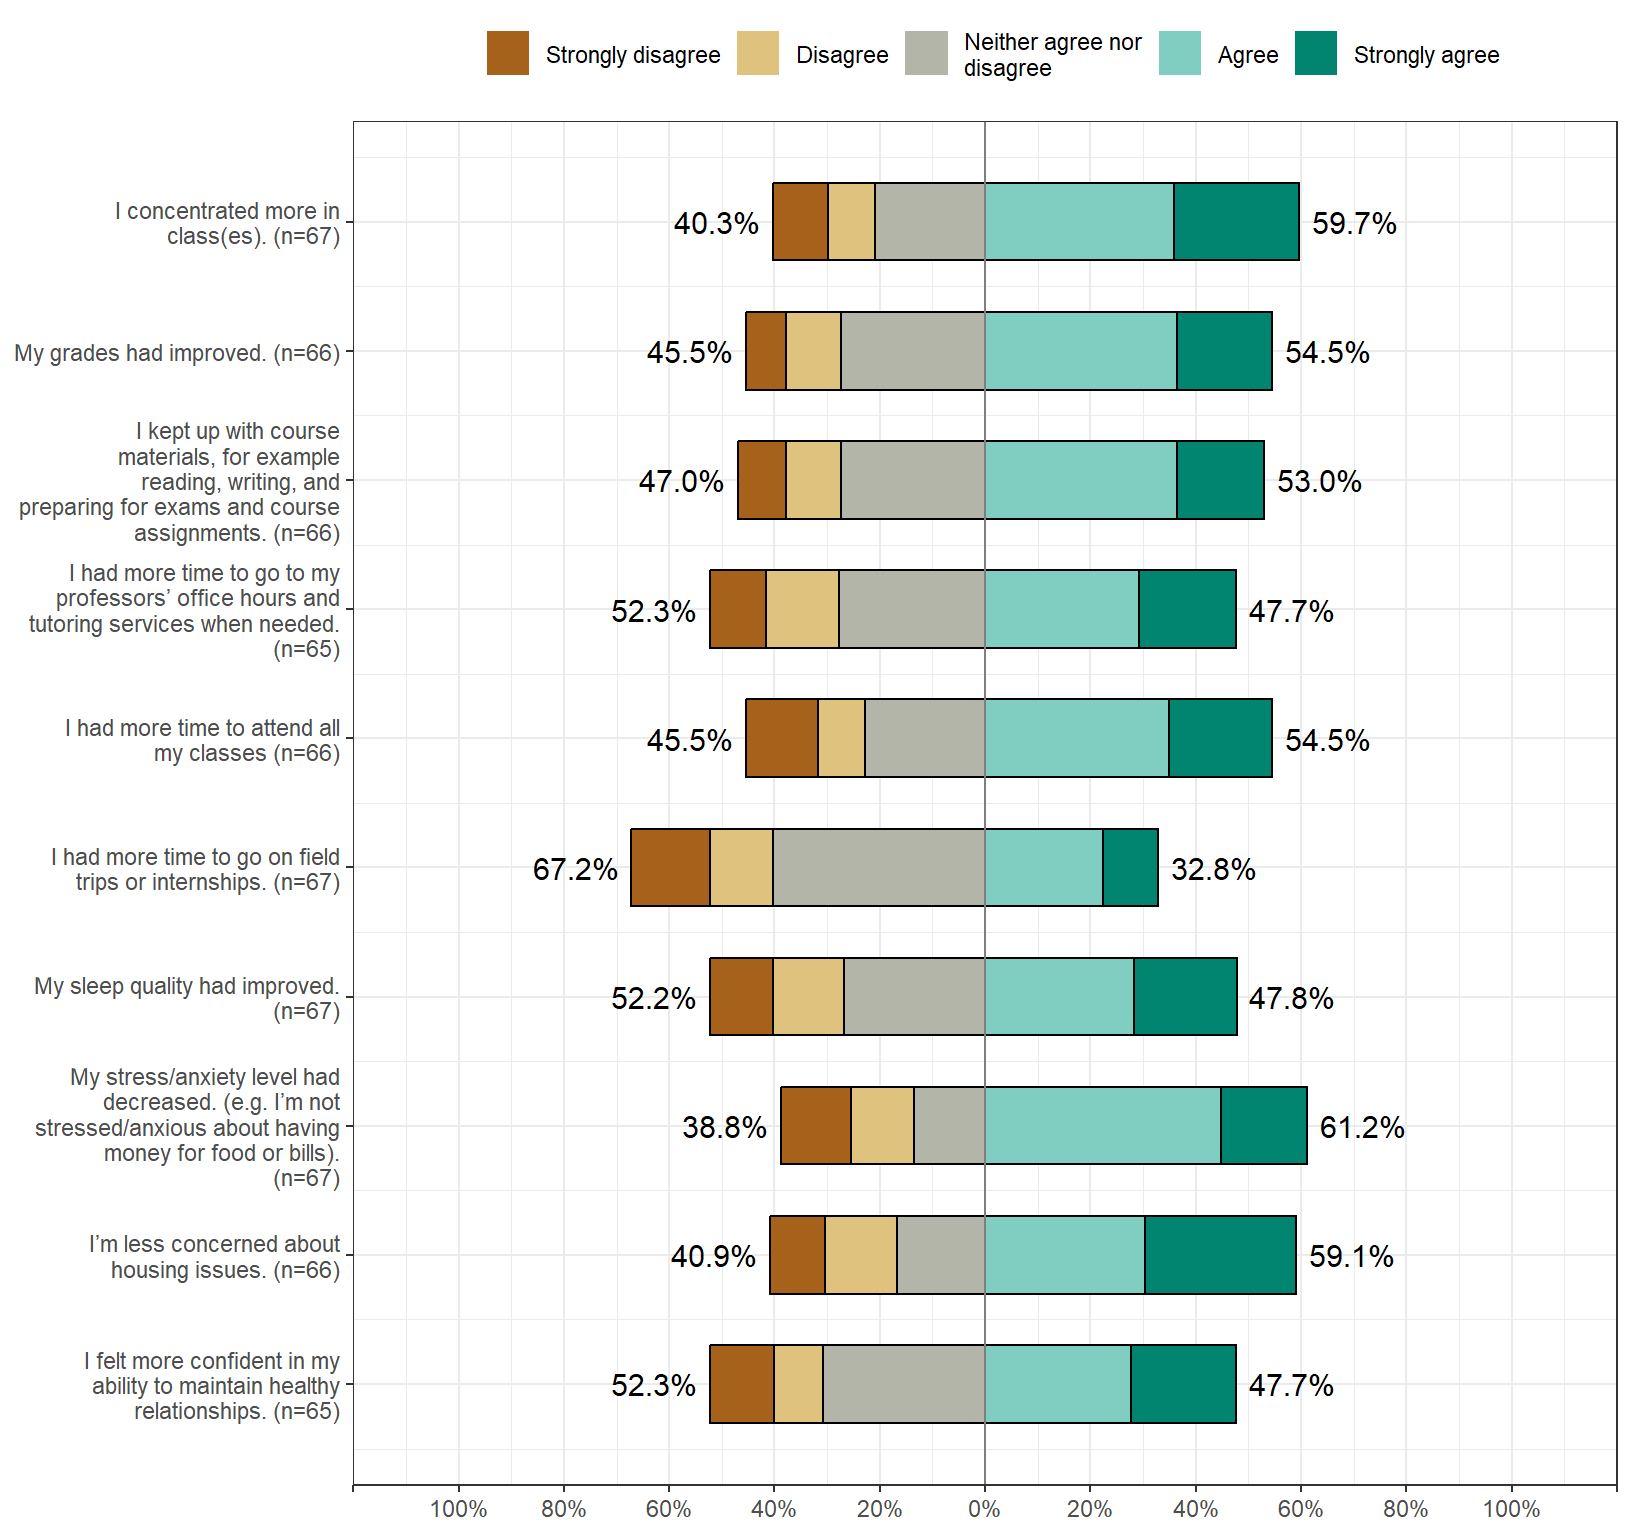 Strongly disagree
Disagree
Neither agree nor
disagree
Agree
Strongly agree
I concentrated more in
class(es). (n=67)
40.3%
59.7%
My grades had improved. (n=66)
45.5%
54.5%
I kept up with course
materials, for example
reading, writing, and
preparing for exams and course
assignments. (n=66)
47.0%
53.0%
I had more time to go to my
professors’ office hours and
tutoring services when needed.
(n=65)
52.3%
47.7%
I had more time to attend all
my classes (n=66)
45.5%
54.5%
I had more time to go on field
trips or internships. (n=67)
67.2%
32.8%
My sleep quality had improved.
(n=67)
52.2%
47.8%
My stress/anxiety level had
decreased. (e.g. I’m not
stressed/anxious about having
money for food or bills).
(n=67)
38.8%
61.2%
I’m less concerned about
housing issues. (n=66)
40.9%
59.1%
I felt more confident in my
ability to maintain healthy
relationships. (n=65)
52.3%
47.7%
100% 80% 60% 40% 20% 0% 20% 40% 60% 80% 100%